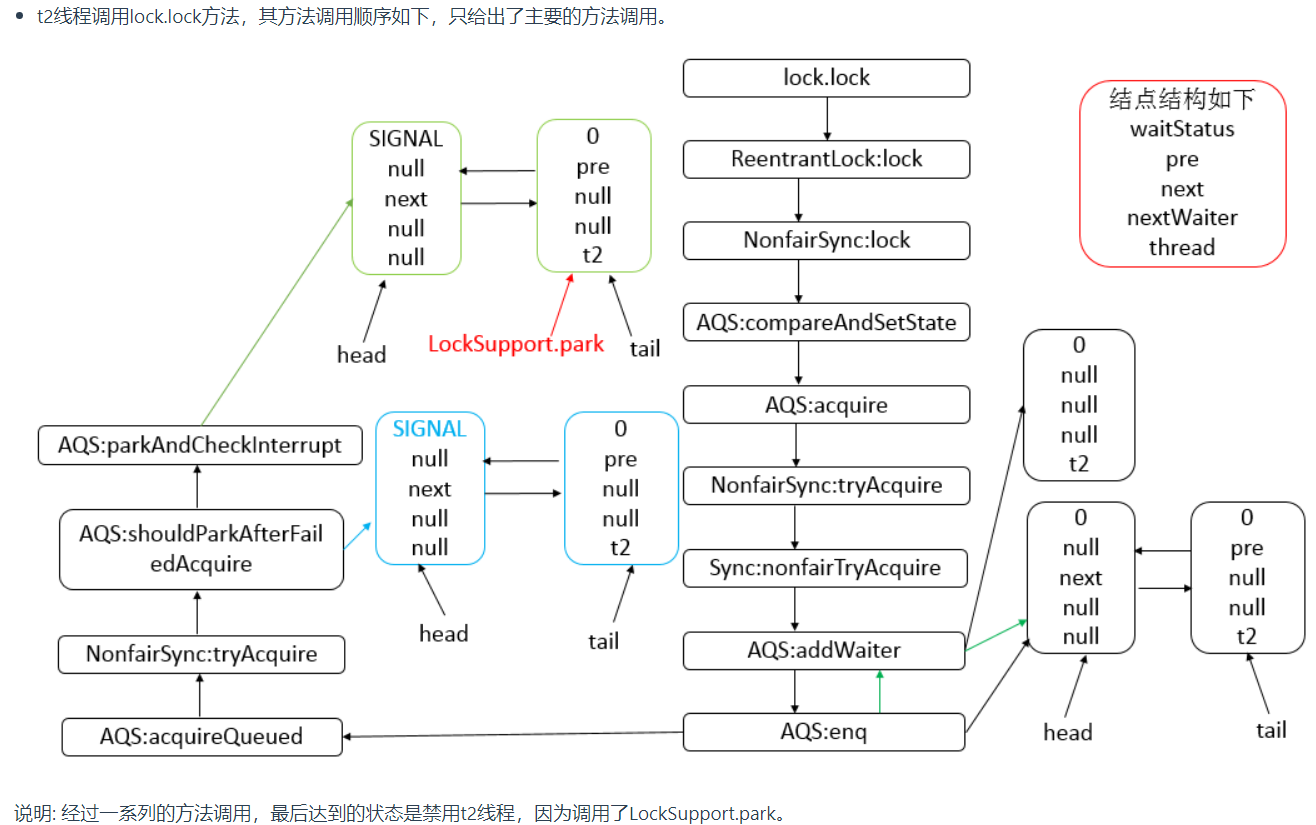 t2线程调用lock.lock方法，其方法调用顺序如下，只给出了主要的方法调用。
lock.lock
ReentrantLock:lock
NonfairSync:lock
AQS:compareAndSetState
AQS:acquire
NonfairSync:tryAcquire
Sync:nonfairTryAcquire
AQS:addWaiter
AQS:enq
结点结构如下
waitStatus
pre
next
nextWaiter
thread
0
null
null
null
t2
0
null
next
null
null
head
0
pre
null
null
t2
tail
AQS:acquireQueued
NonfairSync:tryAcquire
AQS:shouldParkAfterFail
edAcquire
SIGNAL
null
next
null
null
head
0
pre
null
null
t2
tail
AQS:parkAndCheckInterrupt
SIGNAL
null
next
null
null
head
0
pre
null
null
t2
LockSupport.park
tail
说明: 经过一系列的方法调用，最后达到的状态是禁用t2线程，因为调用了LockSupport.park。